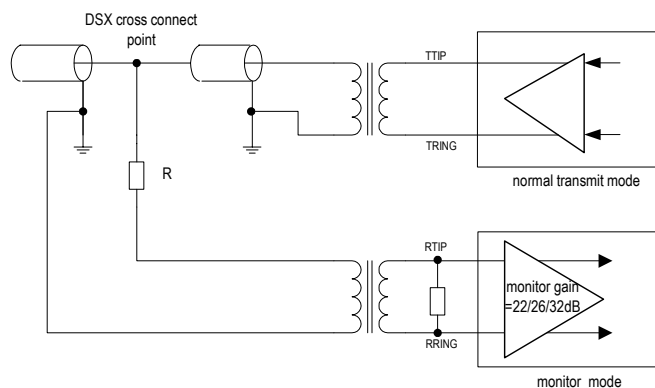 DSX cross connect
point
TTIP
TRING
normal transmit mode
R
RTIP
monitor gain
=22/26/32dB
RRING
monitor mode